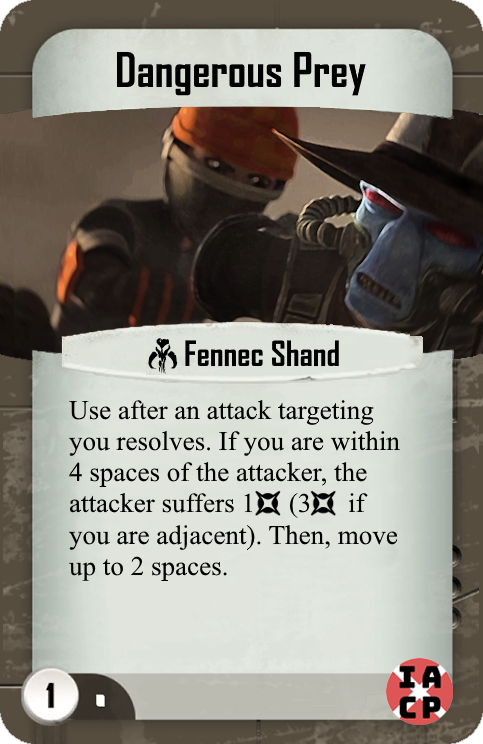 Dangerous Prey
Fennec Shand
Use after an attack targeting
you resolves. If you are within
4 spaces of the attacker, the
attacker suffers 1 (3 if
you are adjacent). Then, move
up to 2 spaces.
1
IA
CP